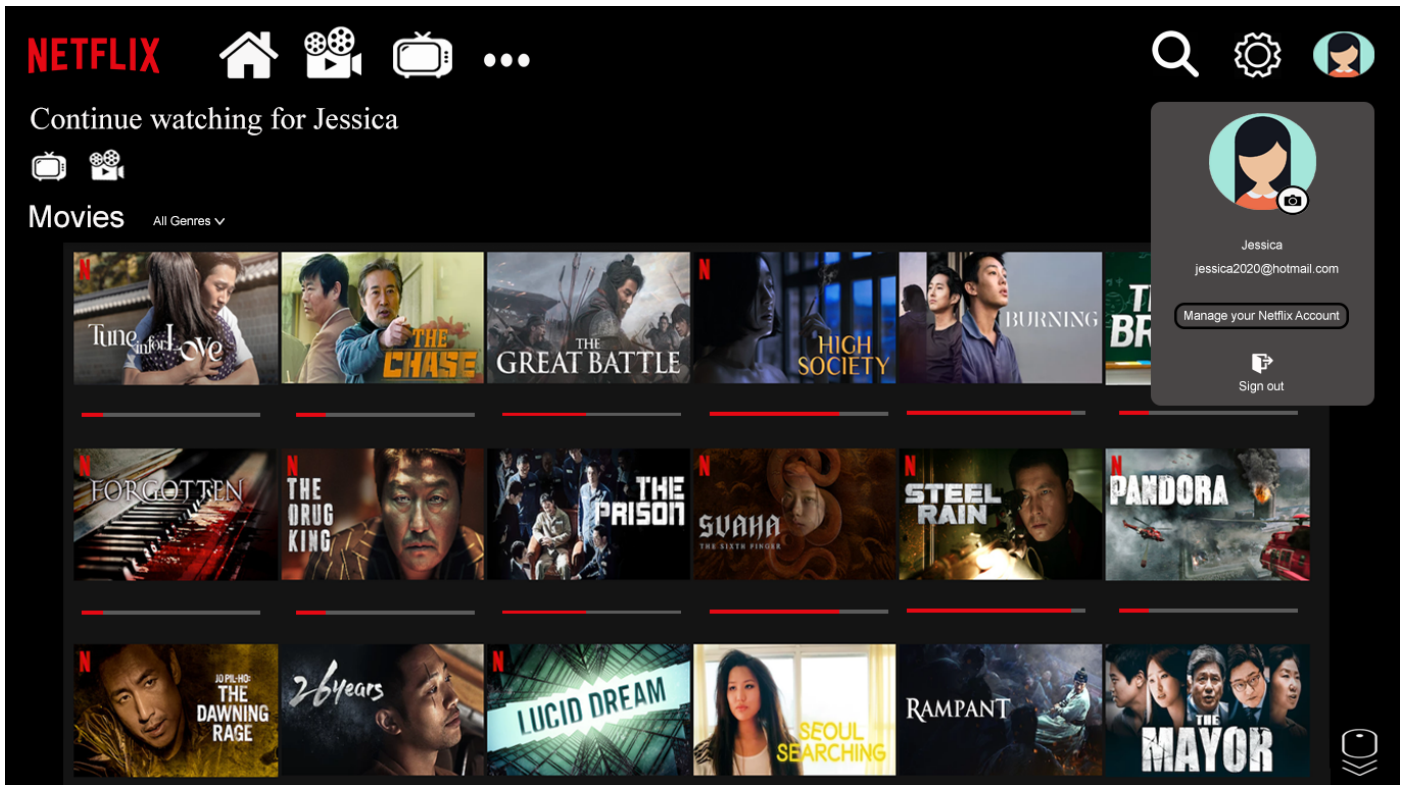 NETFLIX
Continue watching for Jessica
Movies
All Genres
Jessica
jessica2020@hotmail.com
Manage your Netflix Account
Sign out
N
Tune in for Love
THE
CHASE
THE
GREAT BATTLE
N
HIGH
SOCIETY
BURNING
N
FORGOTTEN
N
THE
DRUG
KING
THE
PRISON
N
SVAHA
THE SIXTH FINGER
N
STEEL
RAIN
N
PANDORA
N
JO PIL-HO:
THE
DAWNING
RAGE
26 years
N
LUCID DREAM
SEOUL
SEARCHING
RAMPANT
THE
MAYOR